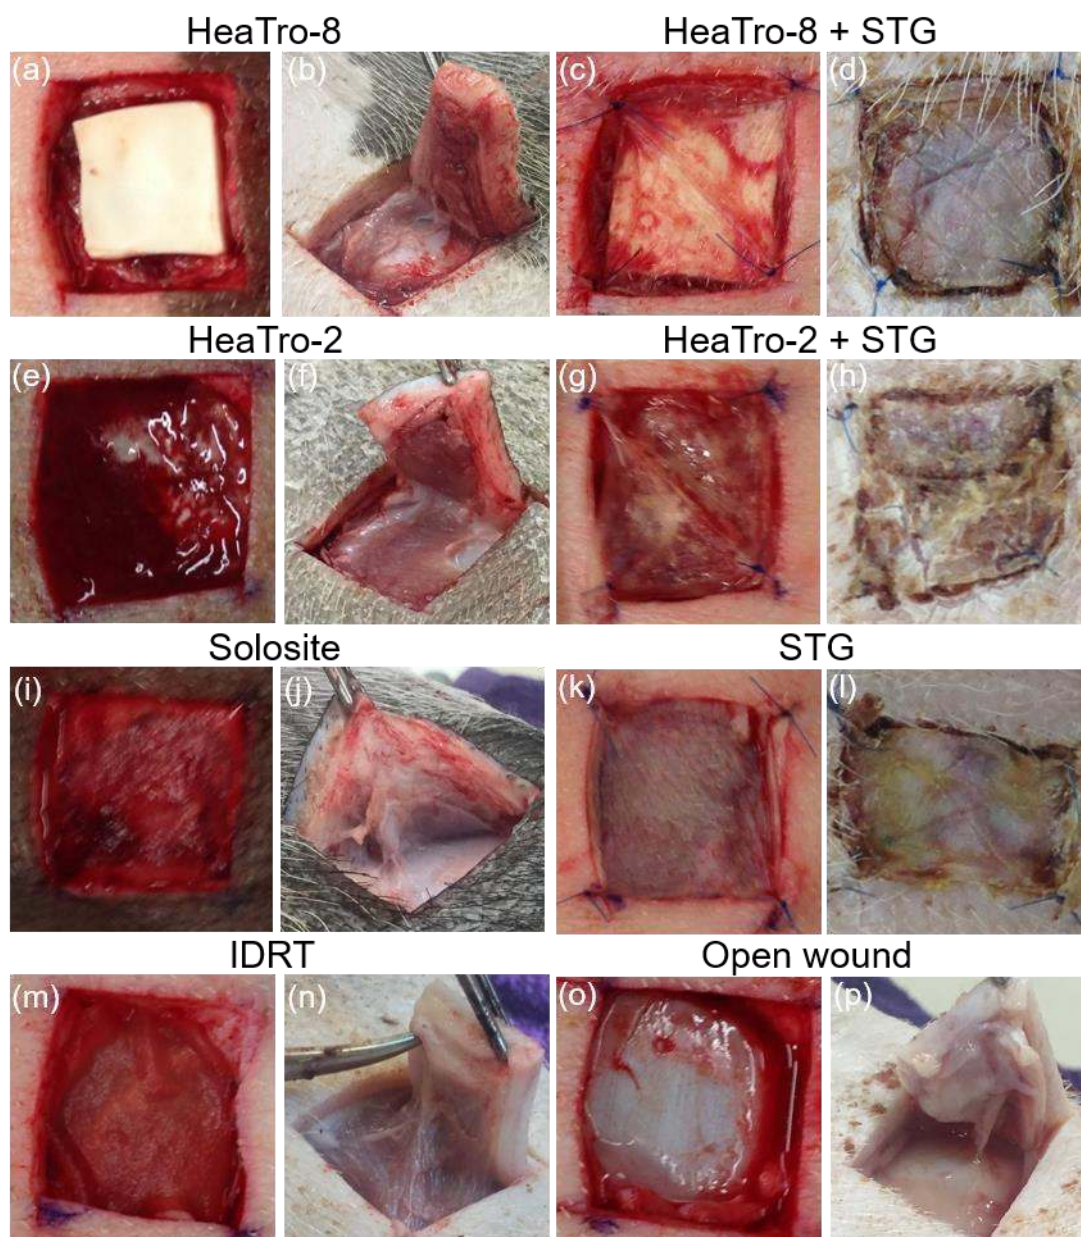 HeaTro-8
HeaTro-8 + STG
(a)
(b)
(c)
(d)
HeaTro-2
HeaTro-2 + STG
(e)
(f)
(g)
(h)
Solosite
STG
(i)
(j)
(k)
(l)
IDRT
Open wound
(m)
(n)
(o)
(p)